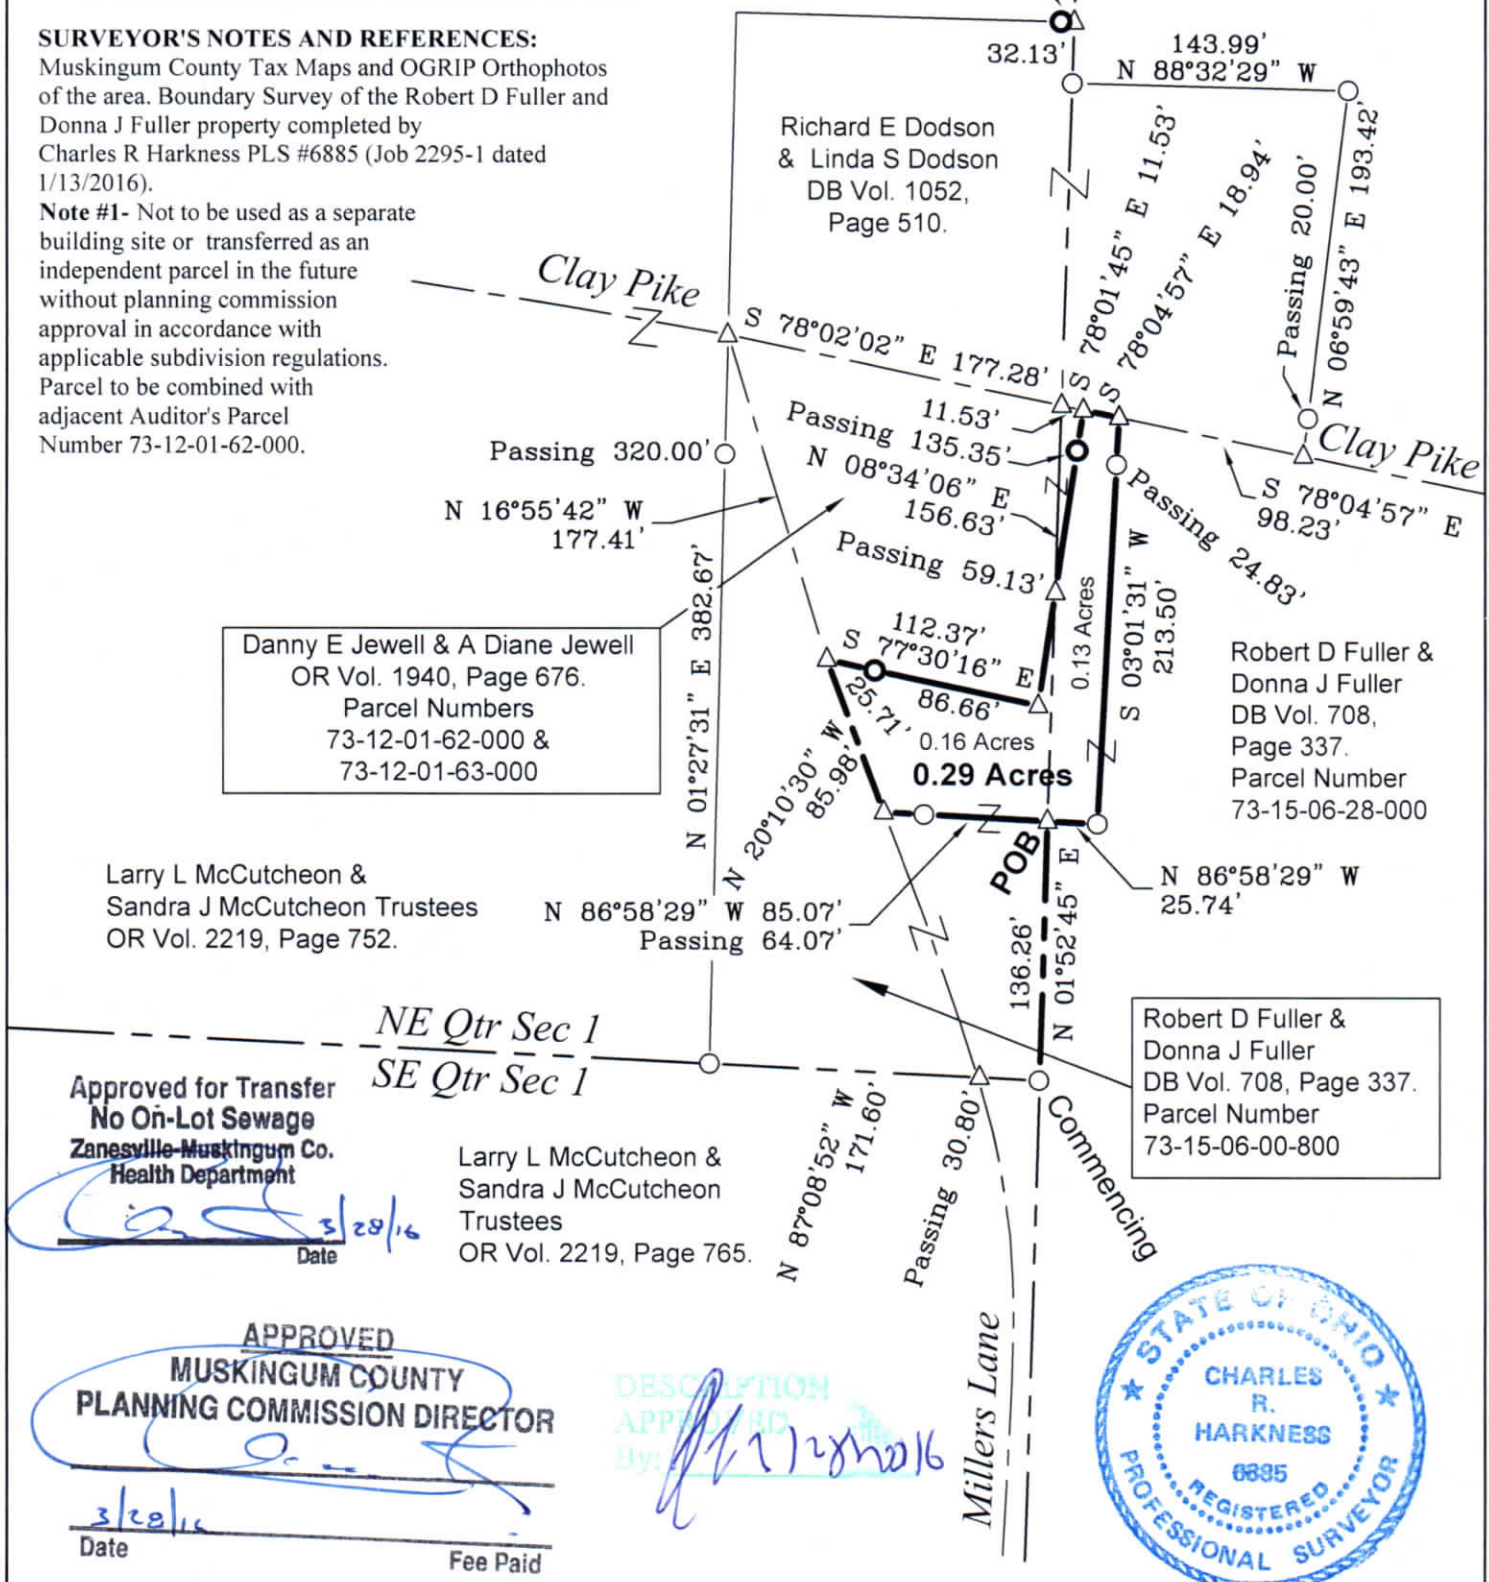 SURVEYOR'S NOTES AND REFERENCES:
Muskingum County Tax Maps and OGRIP Orthophotos
of the area. Boundary Survey of the Robert D Fuller and
Donna J Fuller property completed by
Charles R Harkness PLS #6885 (Job 2295-1 dated
1/13/2016).
Note #1- Not to be used as a separate
building site or transferred as an
independent parcel in the future
without planning commission
approval in accordance with
applicable subdivision regulations.
Parcel to be combined with
adjacent Auditor's Parcel
Number 73-12-01-62-000.
32.13'
143.99'
N 88°32'29" W
Richard E Dodson
& Linda S Dodson
DB Vol. 1052,
Page 510.
S 78°01'45" E 11.53'
S 78°04'57" E 18.94'
Passing 20.00'
N 06°59'43" E 193.42'
Clay Pike
S 78°02'02" E 177.28'
11.53'
Passing 135.35'
N 08°34'06" E
156.63'
Passing 59.13'
Clay Pike
S 78°04'57" E
98.23'
Passing 24.83'
Passing 320.00'
N 16°55'42" W
177.41'
N 01°27'31" E 382.67'
S 03°01'31" W
213.50'
0.13 Acres
Danny E Jewell & A Diane Jewell
OR Vol. 1940, Page 676.
Parcel Numbers
73-12-01-62-000 &
73-12-01-63-000
112.37'
S 77°30'16" E
25.71'
86.66'
0.16 Acres
0.29 Acres
N 20°10'30" W
85.98'
Robert D Fuller &
Donna J Fuller
DB Vol. 708,
Page 337.
Parcel Number
73-15-06-28-000
POB
N 86°58'29" W
25.74'
Larry L McCutcheon &
Sandra J McCutcheon Trustees
OR Vol. 2219, Page 752.
N 86°58'29" W 85.07'
Passing 64.07'
136.26'
N 01°52'45" E
NE Qtr Sec 1
SE Qtr Sec 1
Robert D Fuller &
Donna J Fuller
DB Vol. 708, Page 337.
Parcel Number
73-15-06-00-800
Approved for Transfer
No On-Lot Sewage
Zanesville-Muskingum Co.
Health Department
3/28/16
Date
Larry L McCutcheon &
Sandra J McCutcheon
Trustees
OR Vol. 2219, Page 765.
N 87°08'52" W
171.60'
Passing 30.80'
Commencing
Millers Lane
APPROVED
MUSKINGUM COUNTY
PLANNING COMMISSION DIRECTOR
3/28/16
Date
Fee Paid
DESCRIPTION
APPROVED
By:
STATE OF OHIO
CHARLES
R.
HARKNESS
6885
REGISTERED
PROFESSIONAL SURVEYOR